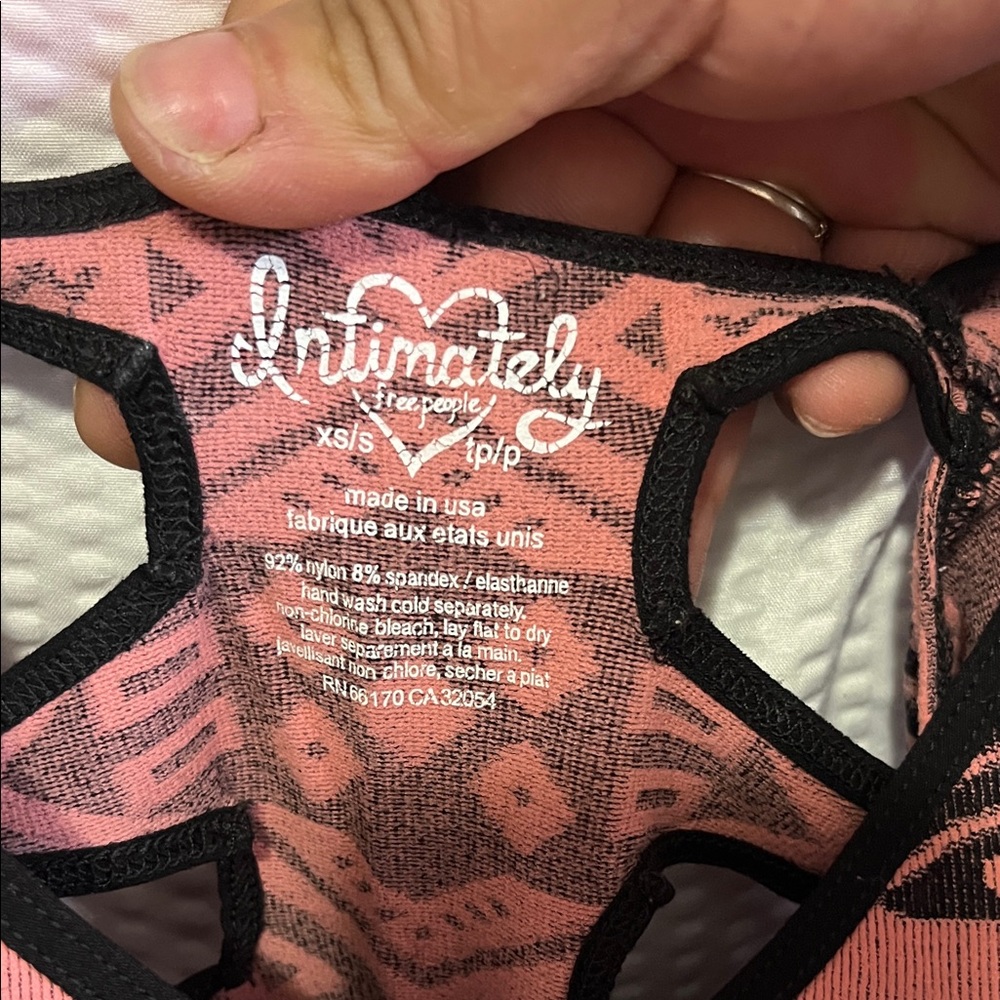 Intimately
free people
xs/s tp/p
made in usa
fabrique aux etats unis
92% nylon 8% spandex / elasthanne
hand wash cold separately.
non-chlorine bleach, lay flat to dry
laver separement a la main.
javellisant non chlore, secher a plat
RN 66170 CA 32054